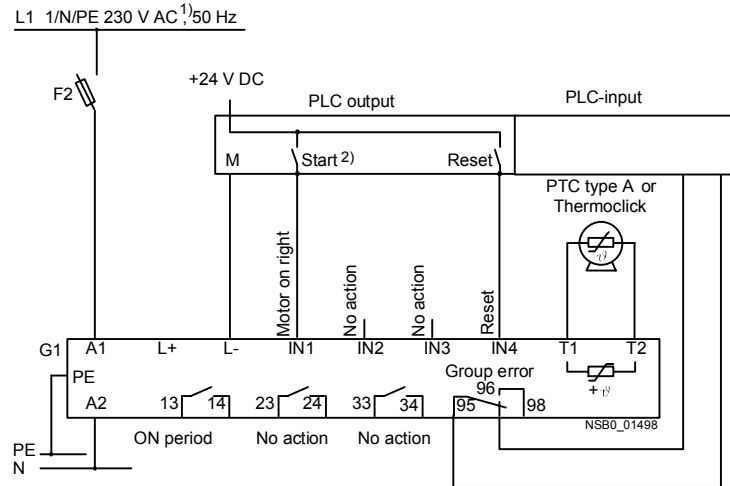 L1 1/N/PE 230 V AC 1), 50 Hz
F2
+24 V DC
PLC output
PLC-input
M
Start 2)
Reset
PTC type A or
Thermoclick
ϑ
Motor on right
No action
No action
Reset
G1
A1
L+
L-
IN1
IN2
IN3
IN4
T1
T2
PE
Group error
96
+ϑ
A2
13
14
23
24
33
34
95
98
NSB0_01498
ON period
No action
No action
PE
N